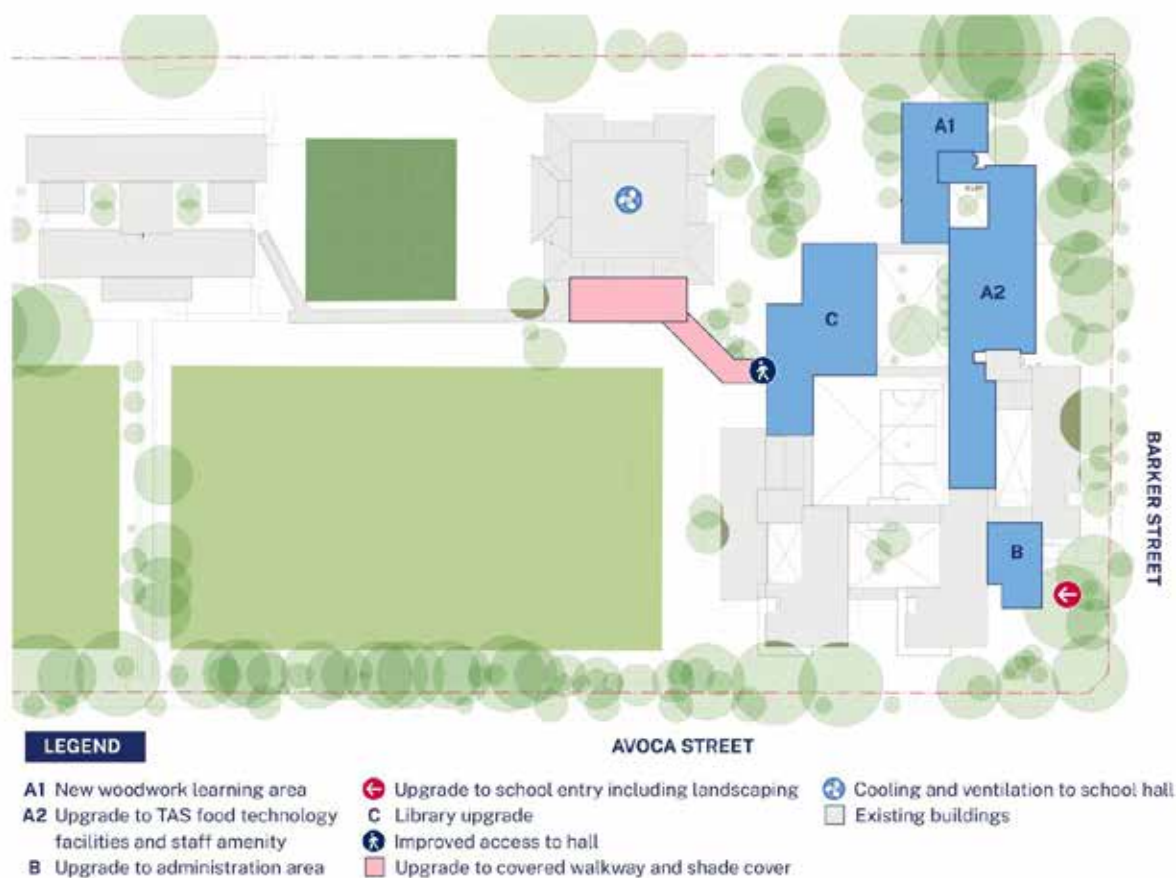 A1
A2
C
B
BARKER STREET
LEGEND
AVOCA STREET
A1 New woodwork learning area
A2 Upgrade to TAS food technology
facilities and staff amenity
B Upgrade to administration area
Upgrade to school entry including landscaping
C Library upgrade
Improved access to hall
Upgrade to covered walkway and shade cover
Cooling and ventilation to school hall
Existing buildings